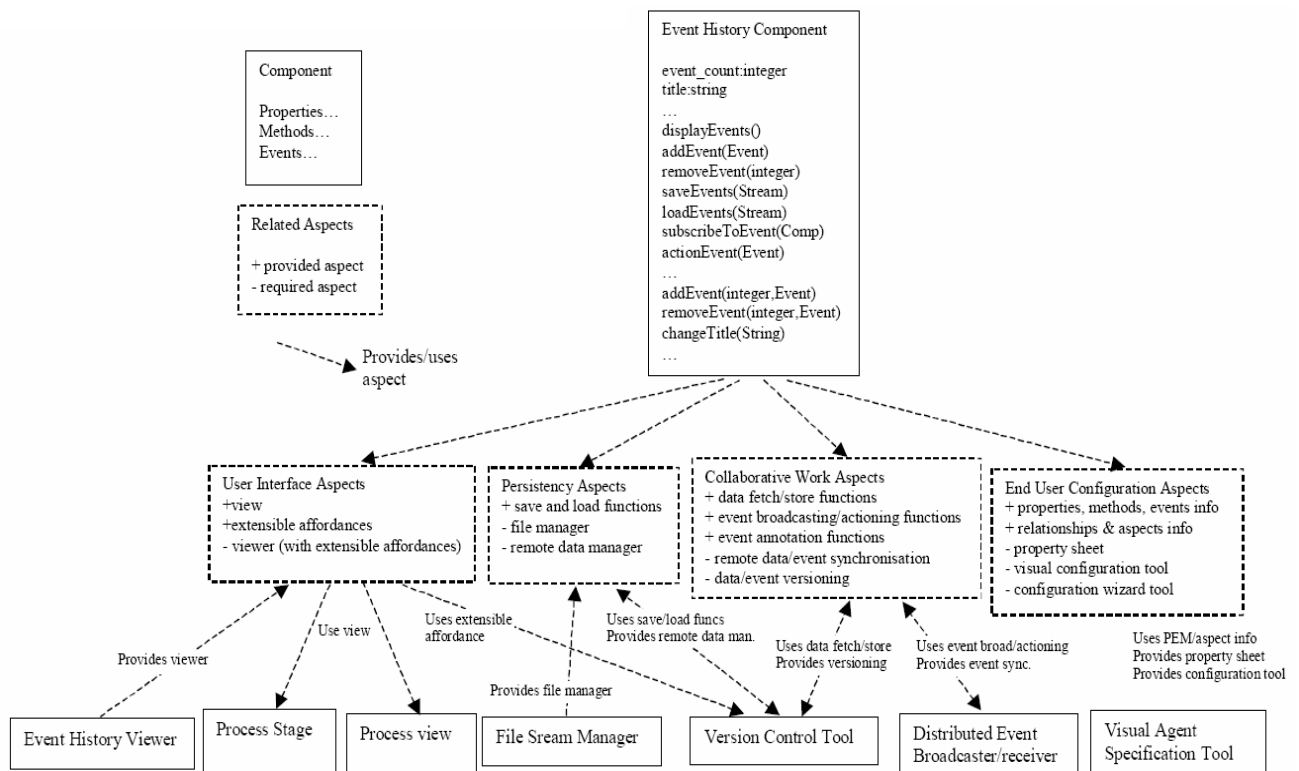 Component
Properties…
Methods…
Events…
Related Aspects
+ provided aspect
- required aspect
Provides/uses
aspect
Event History Component
event_count:integer
title:string
…
displayEvents()
addEvent(Event)
removeEvent(integer)
saveEvents(Stream)
loadEvents(Stream)
subscribeToEvent(Comp)
actionEvent(Event)
…
addEvent(integer,Event)
removeEvent(integer,Event)
changeTitle(String)
…
User Interface Aspects
+view
+extensible affordances
- viewer (with extensible affordances)
Persistency Aspects
+ save and load functions
- file manager
- remote data manager
Collaborative Work Aspects
+ data fetch/store functions
+ event broadcasting/actioning functions
+ event annotation functions
- remote data/event synchronisation
- data/event versioning
End User Configuration Aspects
+ properties, methods, events info
+ relationships & aspects info
- property sheet
- visual configuration tool
- configuration wizard tool
Provides viewer
Use view
Uses extensible
affordance
Provides file manager
Uses save/load funcs
Provides remote data man.
Uses data fetch/store
Provides versioning
Uses event broad/actioning
Provides event sync.
Uses PEM/aspect info
Provides property sheet
Provides configuration tool
Event History Viewer
Process Stage
Process view
File Sream Manager
Version Control Tool
Distributed Event
Broadcaster/receiver
Visual Agent
Specification Tool